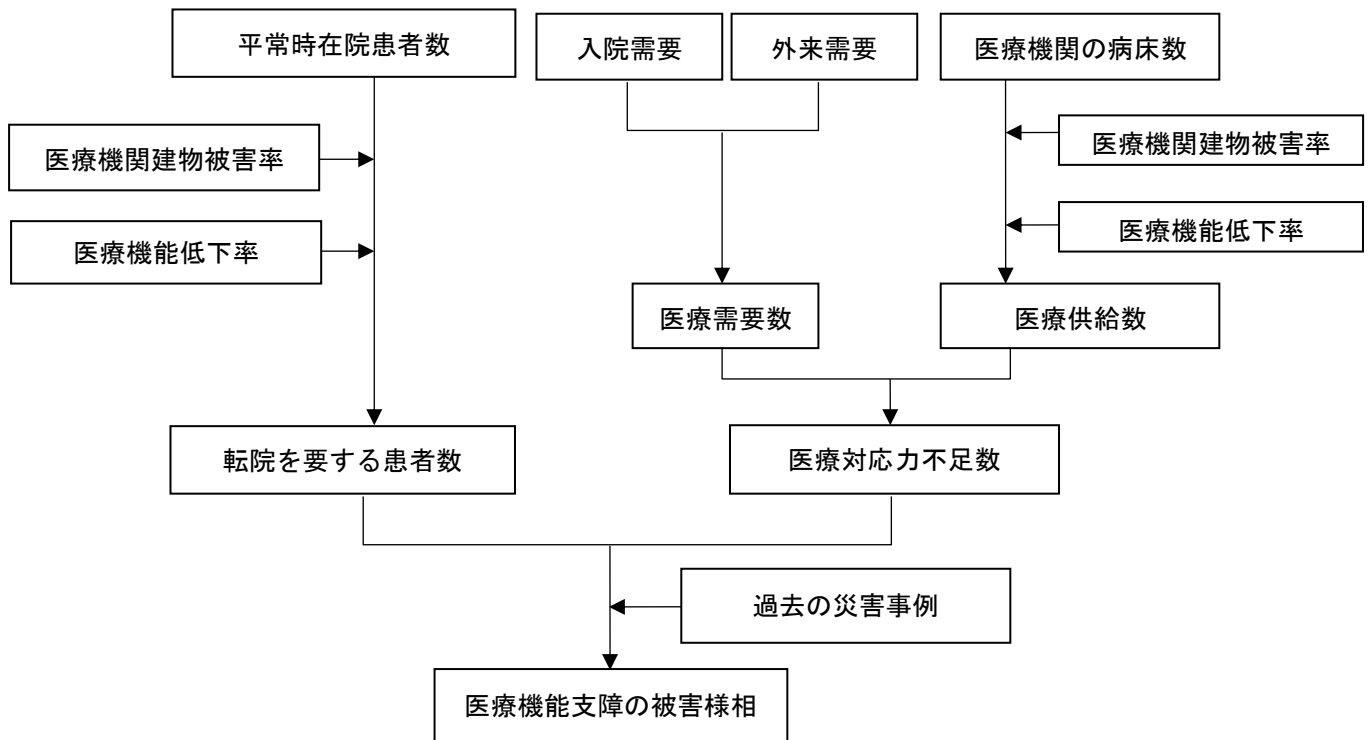 平常時在院患者数
入院需要
外来需要
医療機関の病床数
医療機関建物被害率
医療機関建物被害率
医療機能低下率
医療機能低下率
医療需要数
医療供給数
転院を要する患者数
医療対応力不足数
過去の災害事例
医療機能支障の被害様相